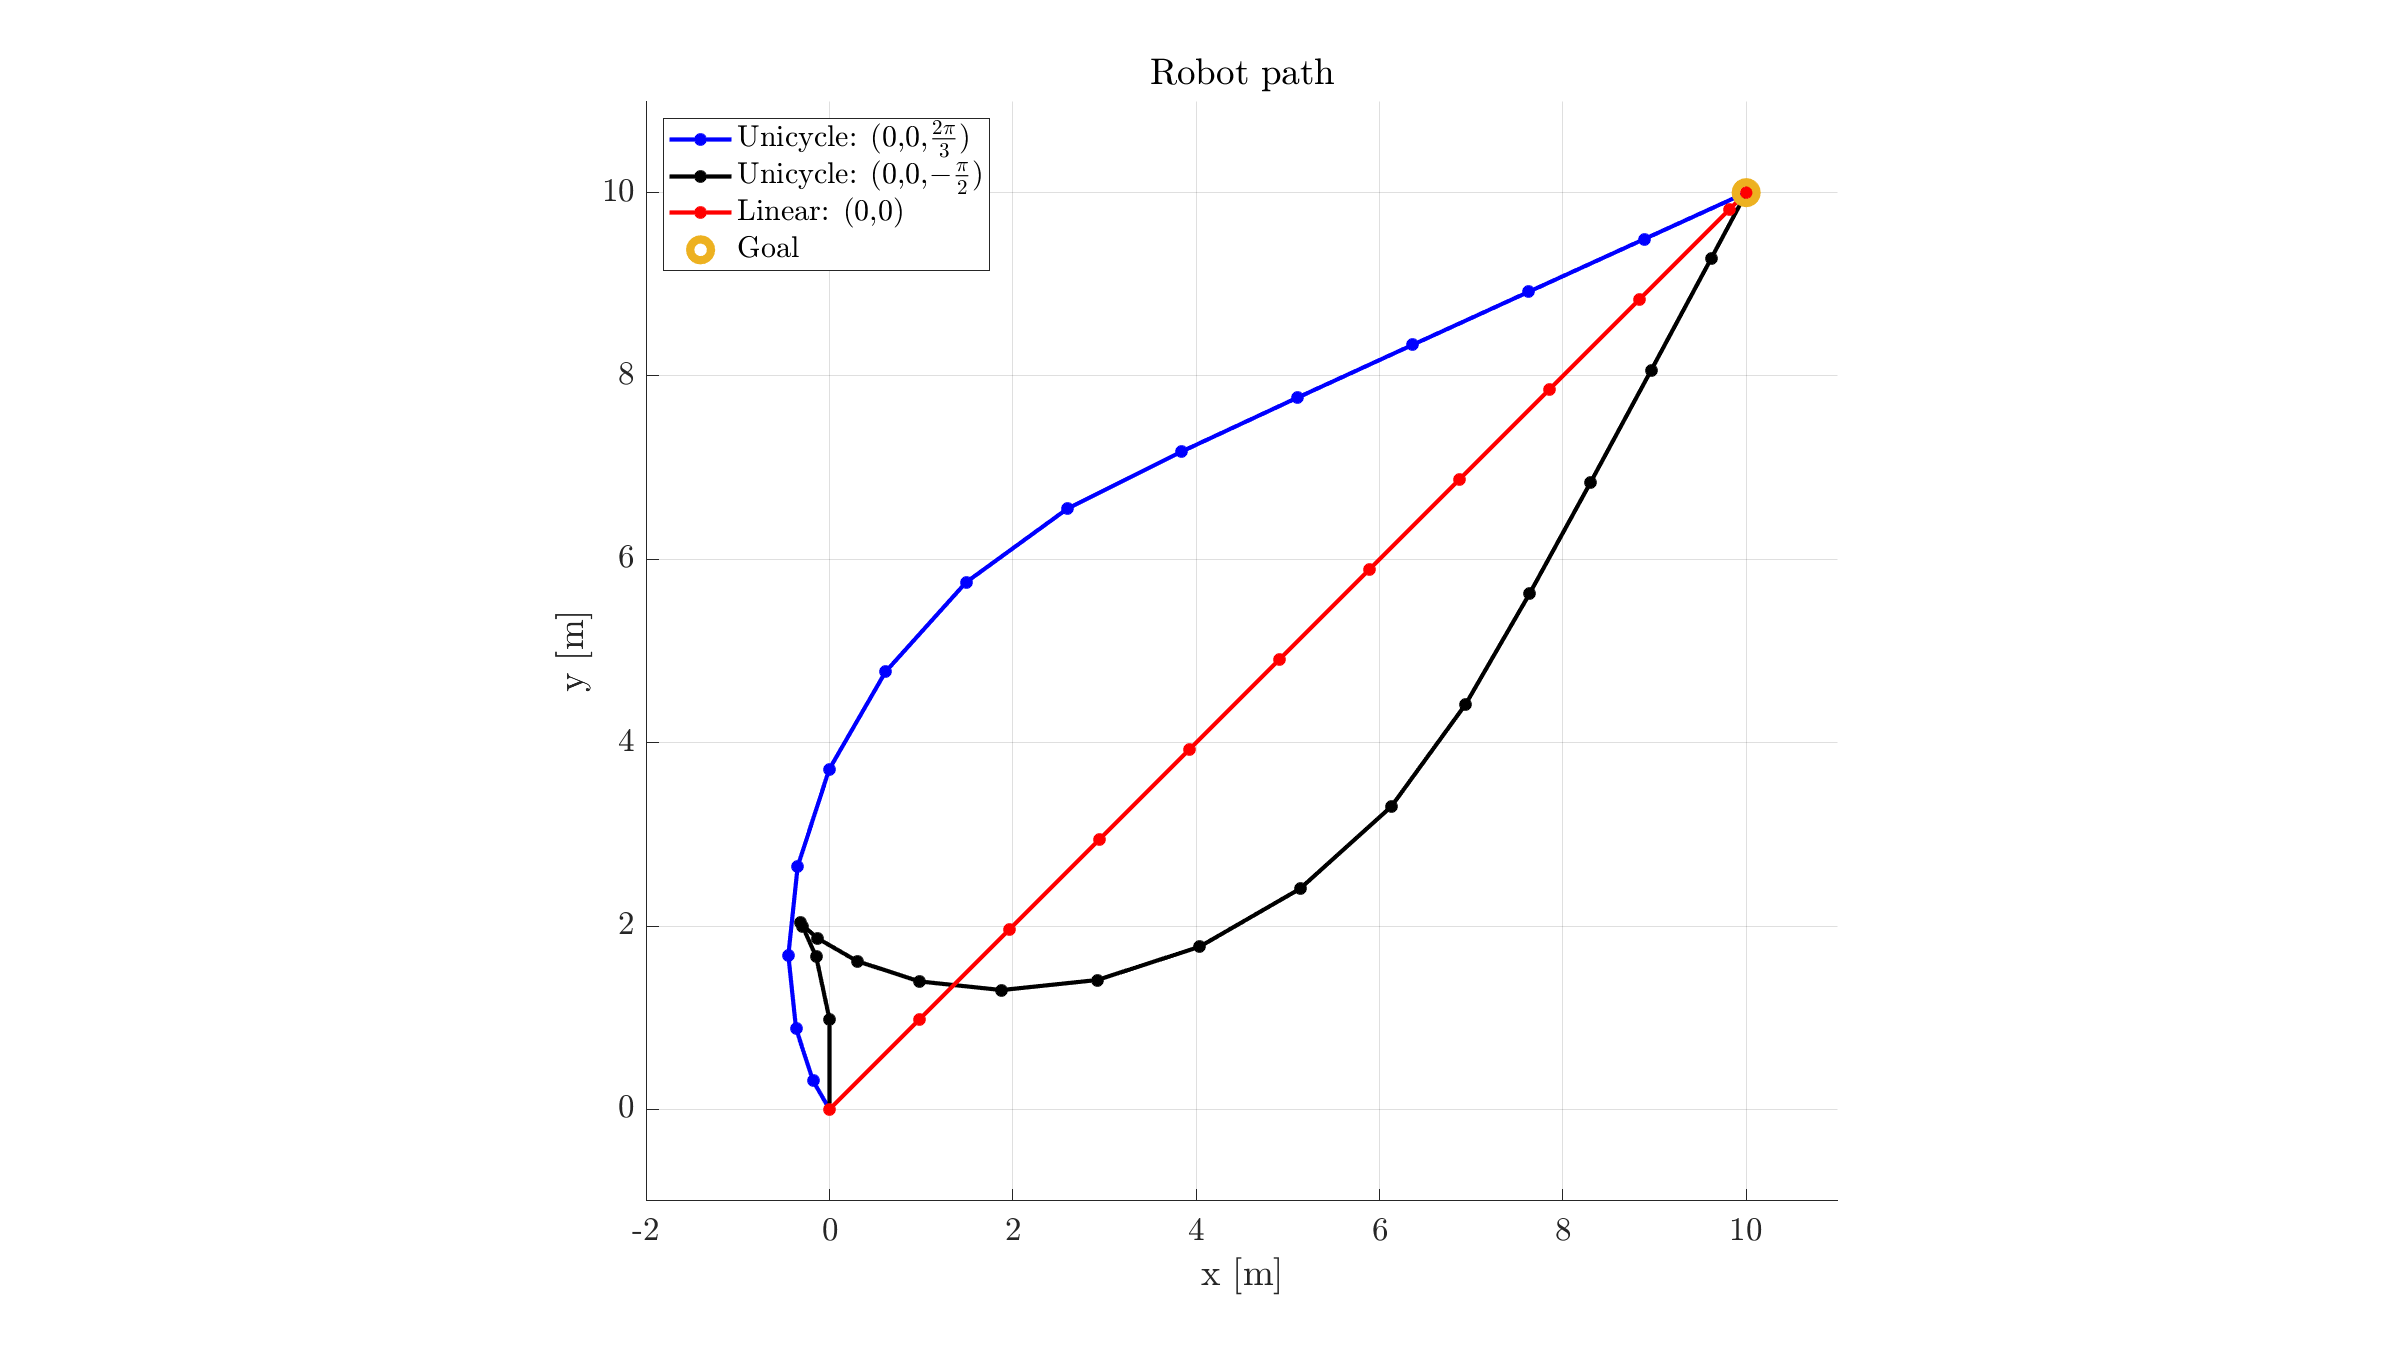 Robot path
Unicycle: (0,0,2π/3)
Unicycle: (0,0,−π/2)
Linear: (0,0)
Goal
10
8
6
4
2
0
y [m]
-2 0 2 4 6 8 10
x [m]